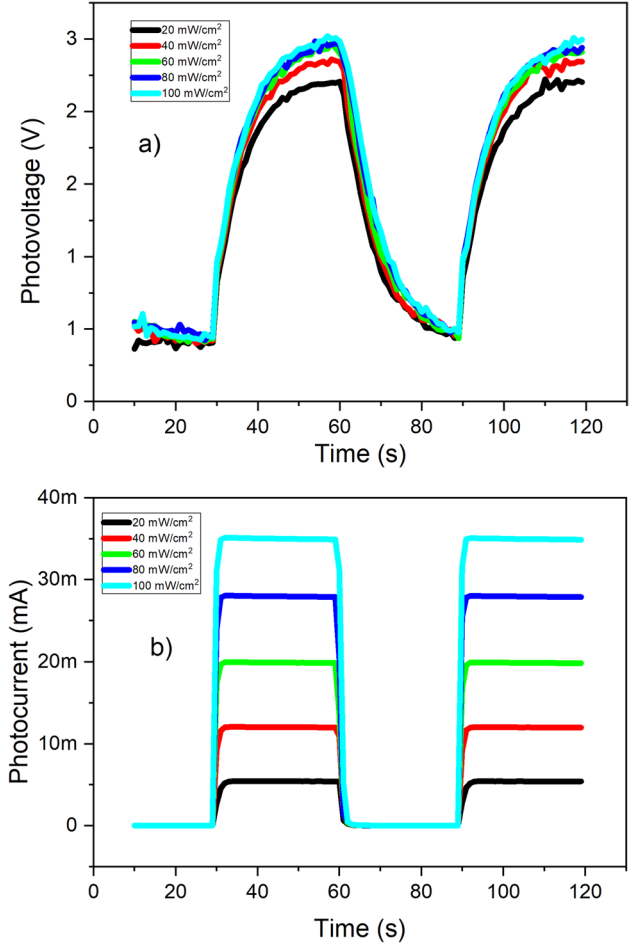 3
2
2
1
1
0
Photovoltage (V)
20 mW/cm²
40 mW/cm²
60 mW/cm²
80 mW/cm²
100 mW/cm²
a)
0 20 40 60 80 100 120
Time (s)
40m
30m
20m
10m
0
Photocurrent (mA)
20 mW/cm²
40 mW/cm²
60 mW/cm²
80 mW/cm²
100 mW/cm²
b)
0 20 40 60 80 100 120
Time (s)